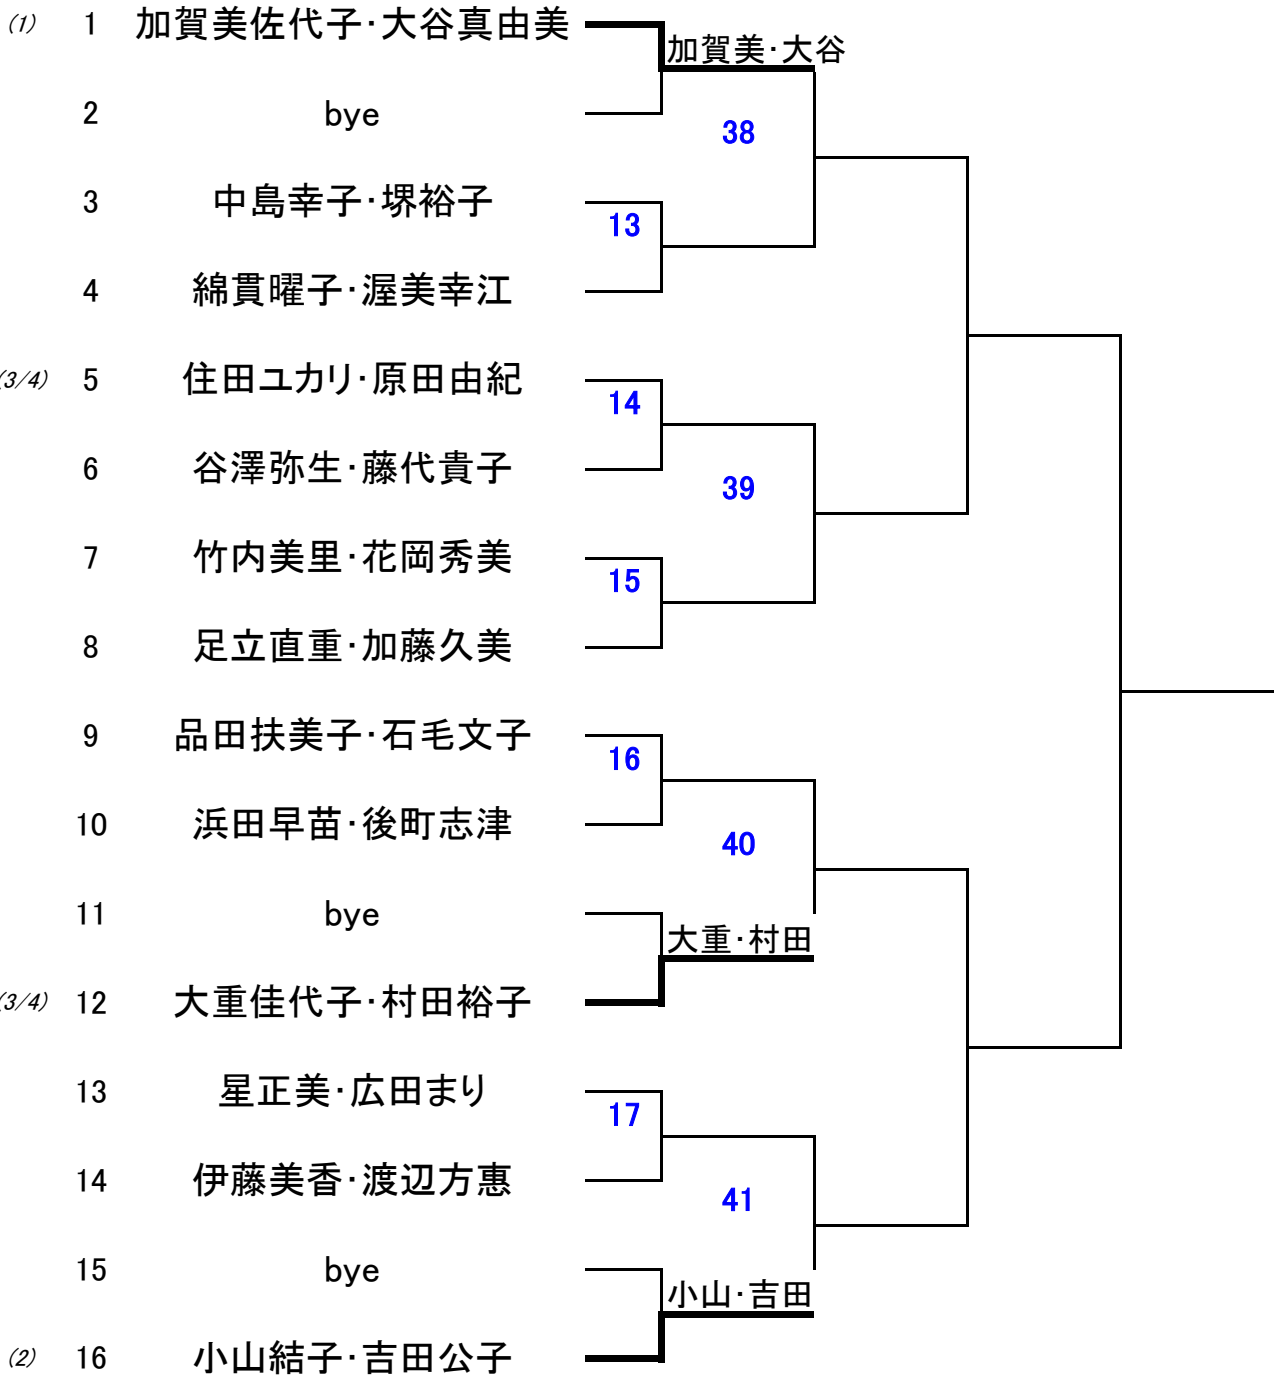 (1) 1 加賀美佐代子・大谷真由美
加賀美・大谷
2 bye
38
3 中島幸子・堺裕子
13
4 綿貫曜子・渥美幸江
(3/4) 5 住田ユカリ・原田由紀
14
6 谷澤弥生・藤代貴子
39
7 竹内美里・花岡秀美
15
8 足立直重・加藤久美
9 品田扶美子・石毛文子
16
10 浜田早苗・後町志津
40
11 bye
大重・村田
(3/4) 12 大重佳代子・村田裕子
13 星正美・広田まり
17
14 伊藤美香・渡辺方惠
41
15 bye
小山・吉田
(2) 16 小山結子・吉田公子